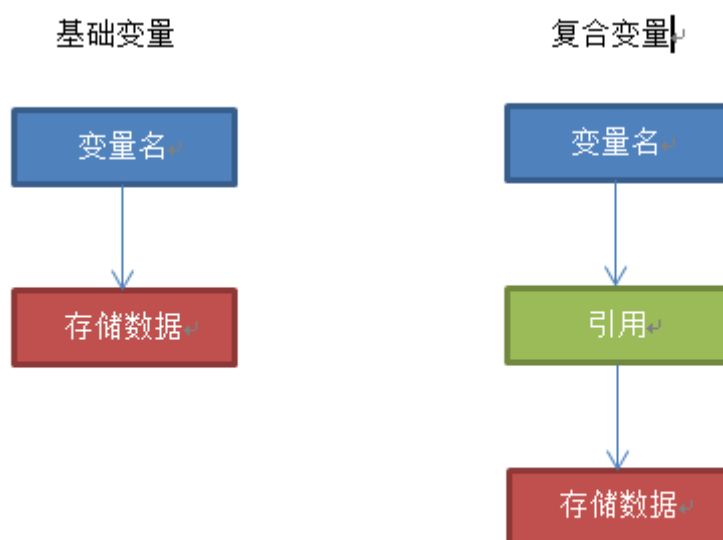 基础变量
复合变量
变量名
变量名
存储数据
引用
存储数据